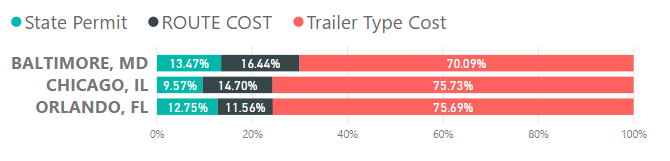 State Permit ROUTE COST Trailer Type Cost
BALTIMORE, MD 13.47% 16.44% 70.09%
CHICAGO, IL 9.57% 14.70% 75.73%
ORLANDO, FL 12.75% 11.56% 75.69%
0% 20% 40% 60% 80% 100%